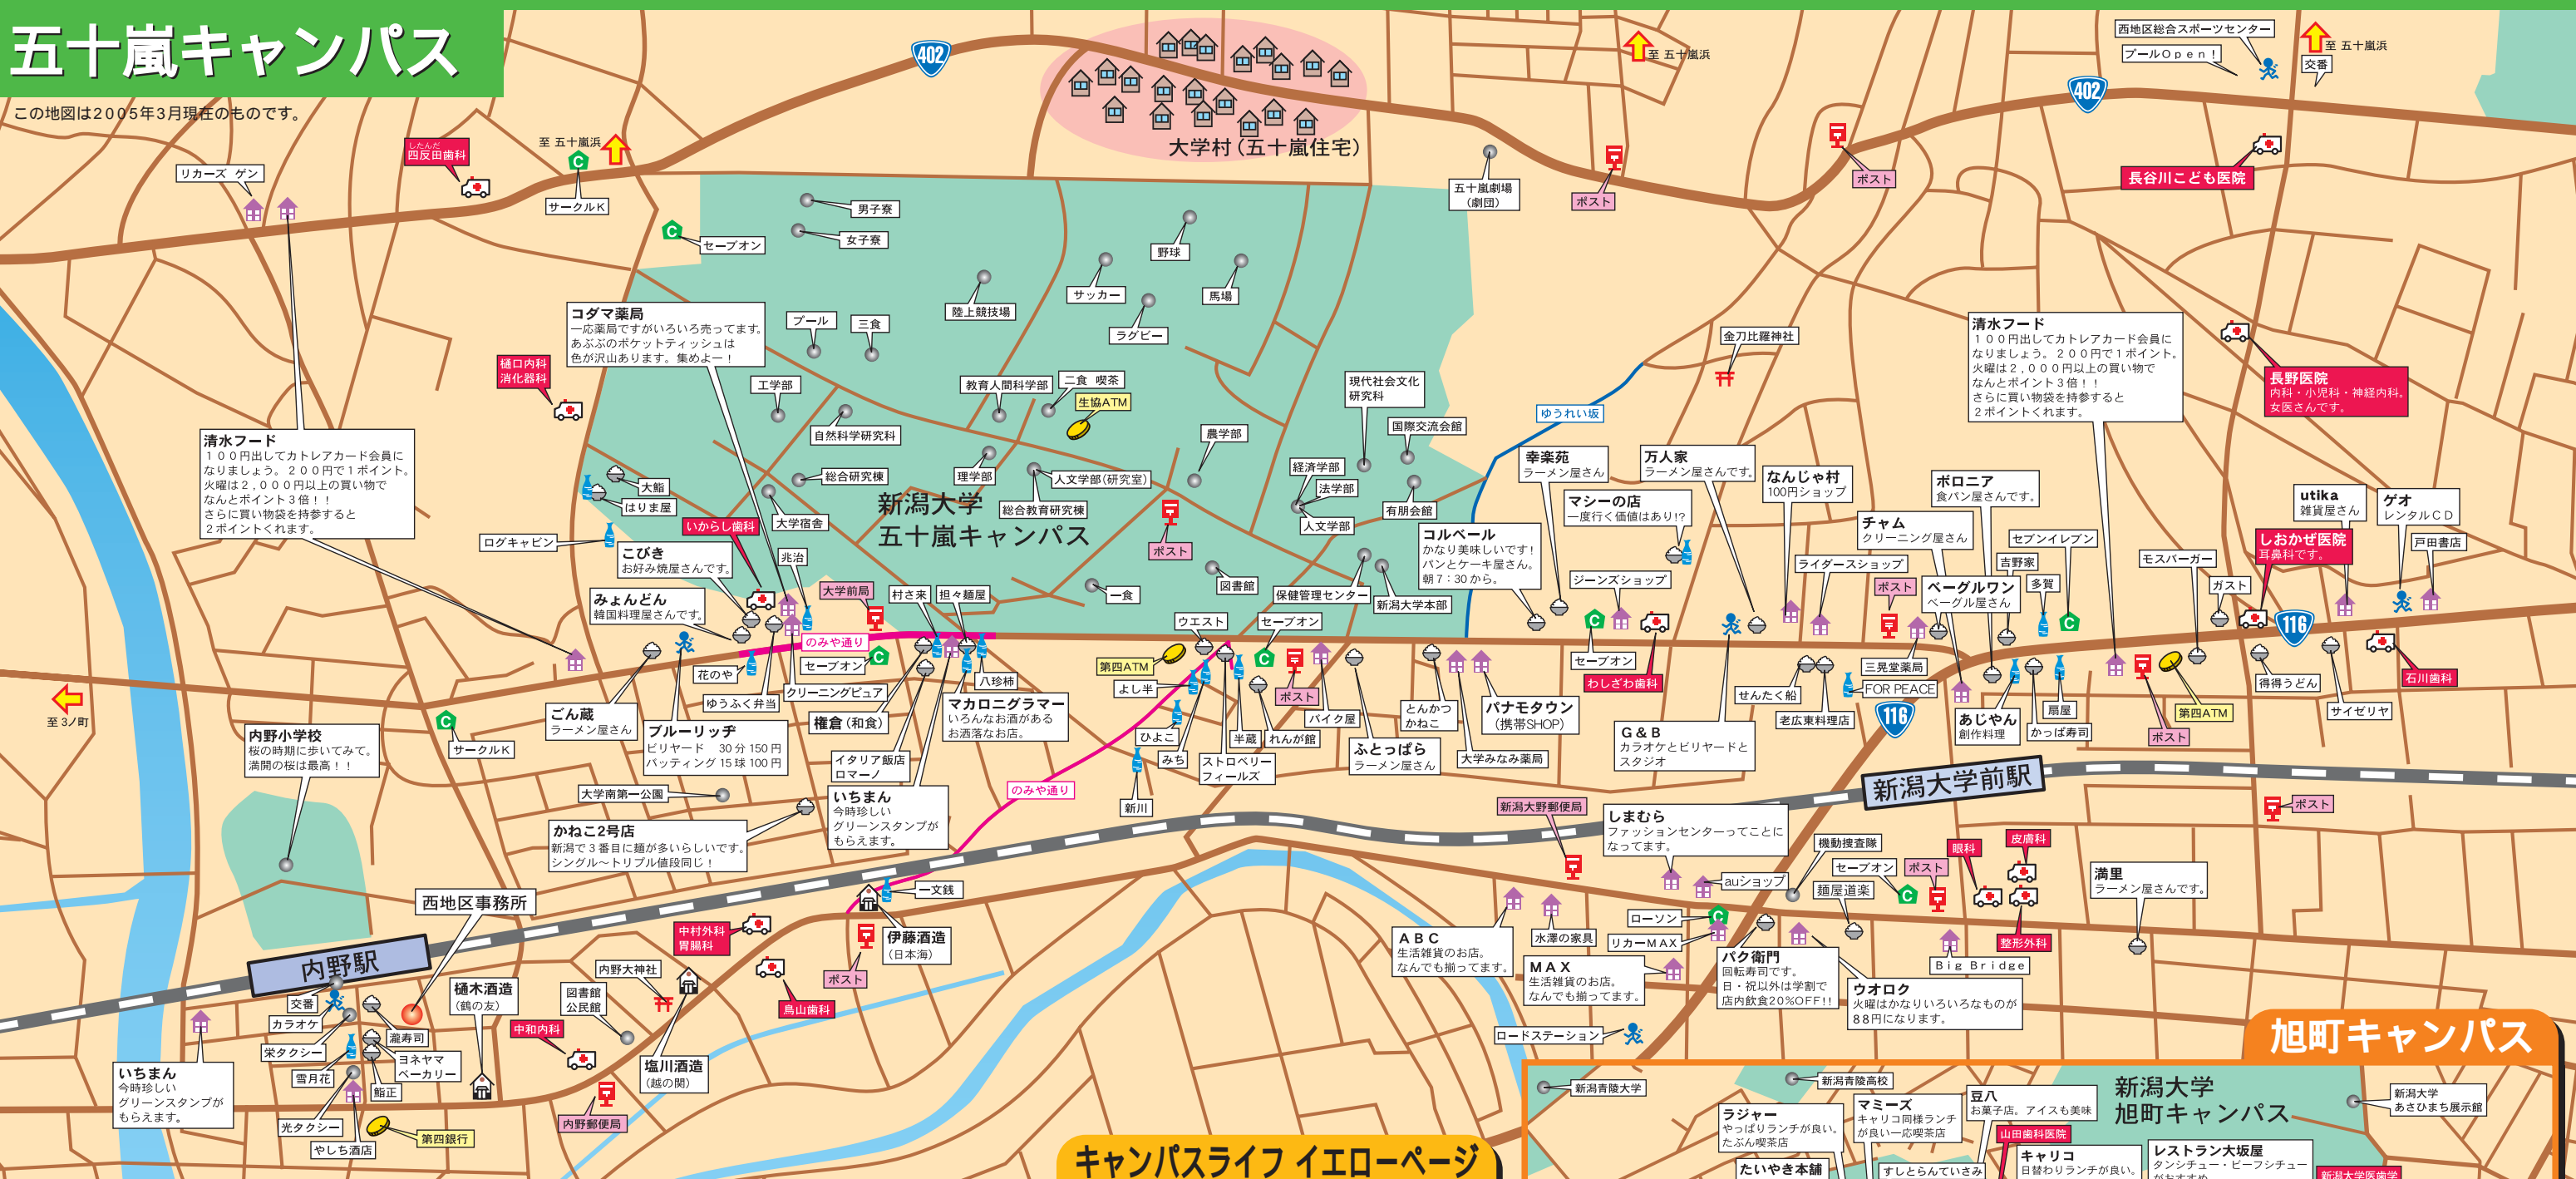 五十嵐キャンパス
この地図は2005年3月現在のものです。
402
大学村（五十嵐住宅）
至 五十嵐浜
西地区総合スポーツセンター
プールＯｐｅｎ！
至 五十嵐浜
交番
402
リカーズ ゲン
したんだ
四反田歯科
至 五十嵐浜
サークルK
セーブオン
男子寮
女子寮
野球
サッカー
馬場
陸上競技場
ラグビー
五十嵐劇場
（劇団）
ポスト
ポスト
長谷川こども医院
コダマ薬局
一応薬局ですがいろいろ売ってます。
あぶぶのポケットティッシュは
色が沢山あります。集めよー！
プール
三食
樋口内科
消化器科
工学部
自然科学研究科
教育人間科学部
二食 喫茶
生協ATM
総合研究棟
理学部
人文学部（研究室）
総合教育研究棟
農学部
現代社会文化
研究科
国際交流会館
経済学部
法学部
人文学部
有朋会館
ゆうれい坂
金刀比羅神社
清水フード
１００円出してカトレアカード会員に
なりましょう。２００円で１ポイント。
火曜は２，０００円以上の買い物で
なんとポイント３倍！！
さらに買い物袋を持参すると
２ポイントくれます。
長野医院
内科・小児科・神経内科。
女医さんです。
清水フード
１００円出してカトレアカード会員に
なりましょう。２００円で１ポイント。
火曜は２，０００円以上の買い物で
なんとポイント３倍！！
さらに買い物袋を持参すると
２ポイントくれます。
大鮨
はりま屋
ログキャビン
いからし歯科
大学宿舎
新潟大学
五十嵐キャンパス
こびき
お好み焼屋さんです。
兆治
みょんどん
韓国料理屋さんです。
大学前局
村さ来
担々麺屋
ポスト
一食
図書館
保健管理センター
新潟大学本部
ウエスト
セーブオン
コルベール
かなり美味しいです！
パンとケーキ屋さん。
朝７：30から。
幸楽苑
ラーメン屋さん
マシーの店
一度行く価値はあり!?
万人家
ラーメン屋さんです。
なんじゃ村
100円ショップ
ジーンズショップ
ライダースショップ
チャム
クリーニング屋さん
ボロニア
食パン屋さんです。
セブンイレブン
吉野家
ポスト
ベーグルワン
ベーグル屋さん
多賀
モスバーガー
ガスト
しおかぜ医院
耳鼻科です。
utika
雑貨屋さん
ゲオ
レンタルＣＤ
戸田書店
116
のみや通り
セーブオン
花のや
ゆうふく弁当
クリーニングピュア
権倉（和食）
八珍柿
マカロニグラマー
いろんなお酒がある
お洒落なお店。
第四ATM
よし半
ひよこ
みち
半蔵
れんが館
ストロベリー
フィールズ
新川
ポスト
バイク屋
ふとっぱら
ラーメン屋さん
とんかつ
かねこ
大学みなみ薬局
パナモタウン
（携帯SHOP）
セーブオン
わしざわ歯科
Ｇ＆Ｂ
カラオケとビリヤードと
スタジオ
せんたく船
老広東料理店
三晃堂薬局
FOR PEACE
116
あじゃん
創作料理
扇屋
かっぱ寿司
ポスト
第四ATM
得得うどん
サイゼリヤ
石川歯科
至 3ノ町
サークルK
ごん蔵
ラーメン屋さん
ブルーリッヂ
ビリヤード 30分150円
バッティング15球100円
イタリア飯店
ロマーノ
内野小学校
桜の時期に歩いてみて。
満開の桜は最高！！
大学南第一公園
かねこ2号店
新潟で３番目に麺が多いらしいです。
シングル～トリプル値段同じ！
いちまん
今時珍しい
グリーンスタンプが
もらえます。
のみや通り
新潟大学前駅
新潟大野郵便局
しまむら
ファッションセンターってことに
なってます。
auショップ
機動捜査隊
セーブオン
麺屋道楽
ポスト
眼科
皮膚科
整形外科
満里
ラーメン屋さんです。
ポスト
西地区事務所
内野駅
一文銭
中村外科
胃腸科
伊藤酒造
（日本海）
ポスト
鳥山歯科
内野大神社
図書館
公民館
樋木酒造
（鶴の友）
中和内科
塩川酒造
（越の関）
内野郵便局
交番
カラオケ
栄タクシー
雪月花
瀧寿司
ヨネヤマ
ベーカリー
鮨正
光タクシー
やしち酒店
第四銀行
いちまん
今時珍しい
グリーンスタンプが
もらえます。
ＡＢＣ
生活雑貨のお店。
なんでも揃ってます。
水澤の家具
ＭＡＸ
生活雑貨のお店。
なんでも揃ってます。
ローソン
リカーＭＡＸ
パク衛門
回転寿司です。
日・祝以外は学割で
店内飲食20％OFF!!
ウオロク
火曜はかなりいろいろなものが
８８円になります。
Big Bridge
ロードステーション
旭町キャンパス
新潟青陵大学
新潟青陵高校
新潟大学
旭町キャンパス
新潟大学
あさひまち展示館
ラジャー
やっぱりランチが良い。
たぶん喫茶店
マミーズ
キャリコ同様ランチ
が良い一応喫茶店
豆八
お菓子店。アイスも美味
山田歯科医院
キャリコ
日替わりランチが良い。
レストラン大坂屋
タンシチュー・ビーフシチュー
がおすすめ
たいやき本舗
すしとらんていさみ
新潟大学医歯学
キャンパスライフ イエローページ